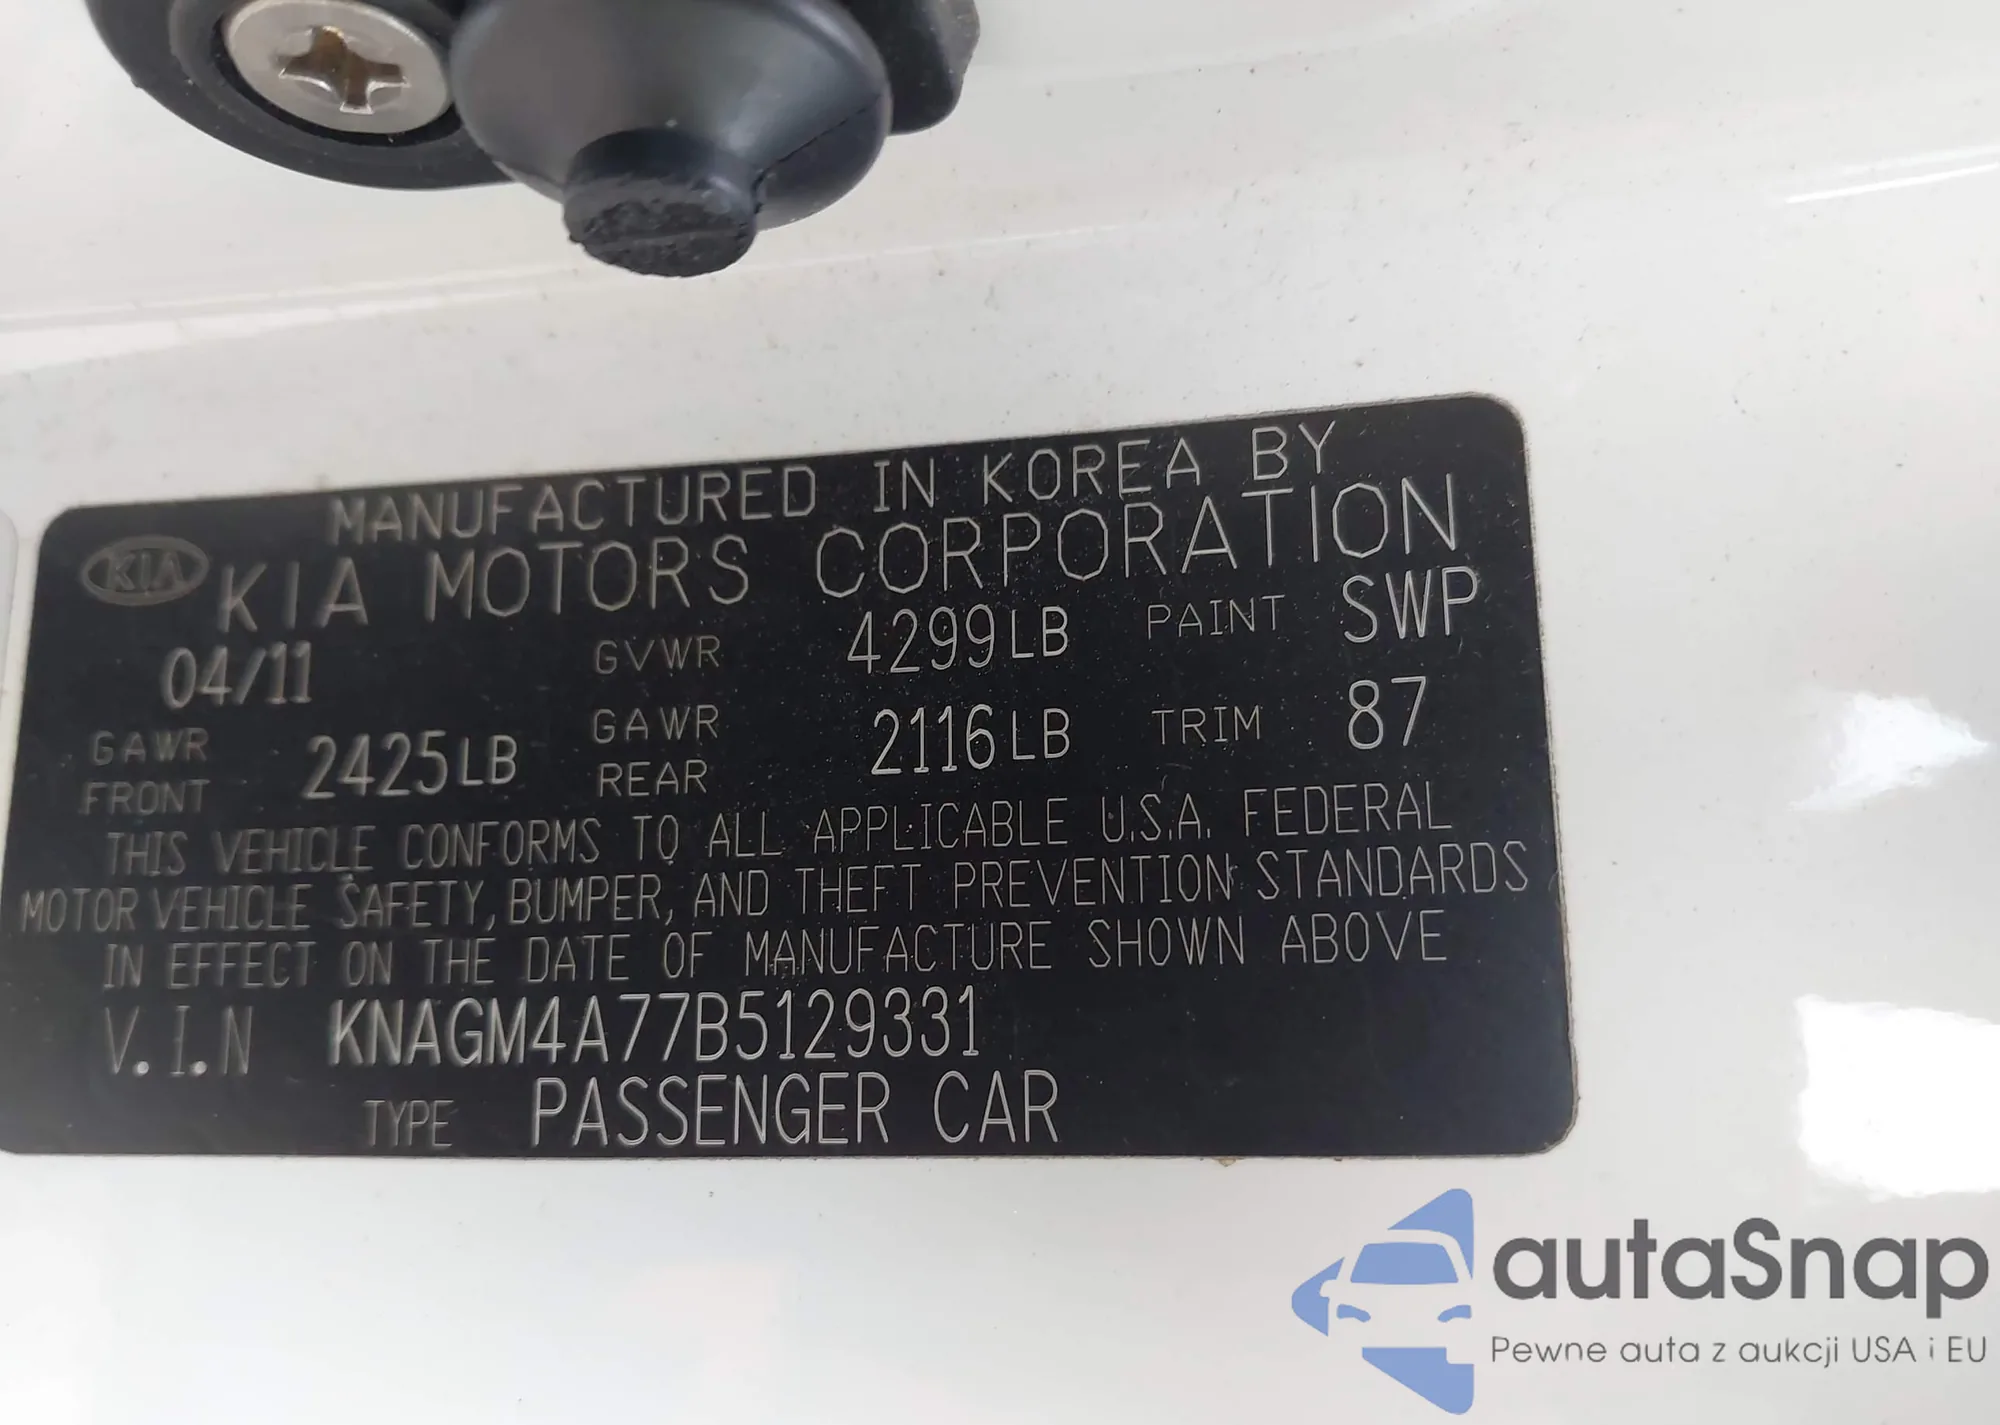 MANUFACTURED IN KOREA BY
KIA KIA MOTORS CORPORATION
04/11 GVWR 4299LB PAINT SWP
GAWR FRONT 2425LB GAWR REAR 2116LB TRIM 87
THIS VEHICLE CONFORMS TO ALL APPLICABLE U.S.A. FEDERAL
MOTOR VEHICLE SAFETY, BUMPER, AND THEFT PREVENTION STANDARDS
IN EFFECT ON THE DATE OF MANUFACTURE SHOWN ABOVE
V.I.N KNAGM4A77B5129331
TYPE PASSENGER CAR
autaSnap
Pewne auta z aukcji USA i EU